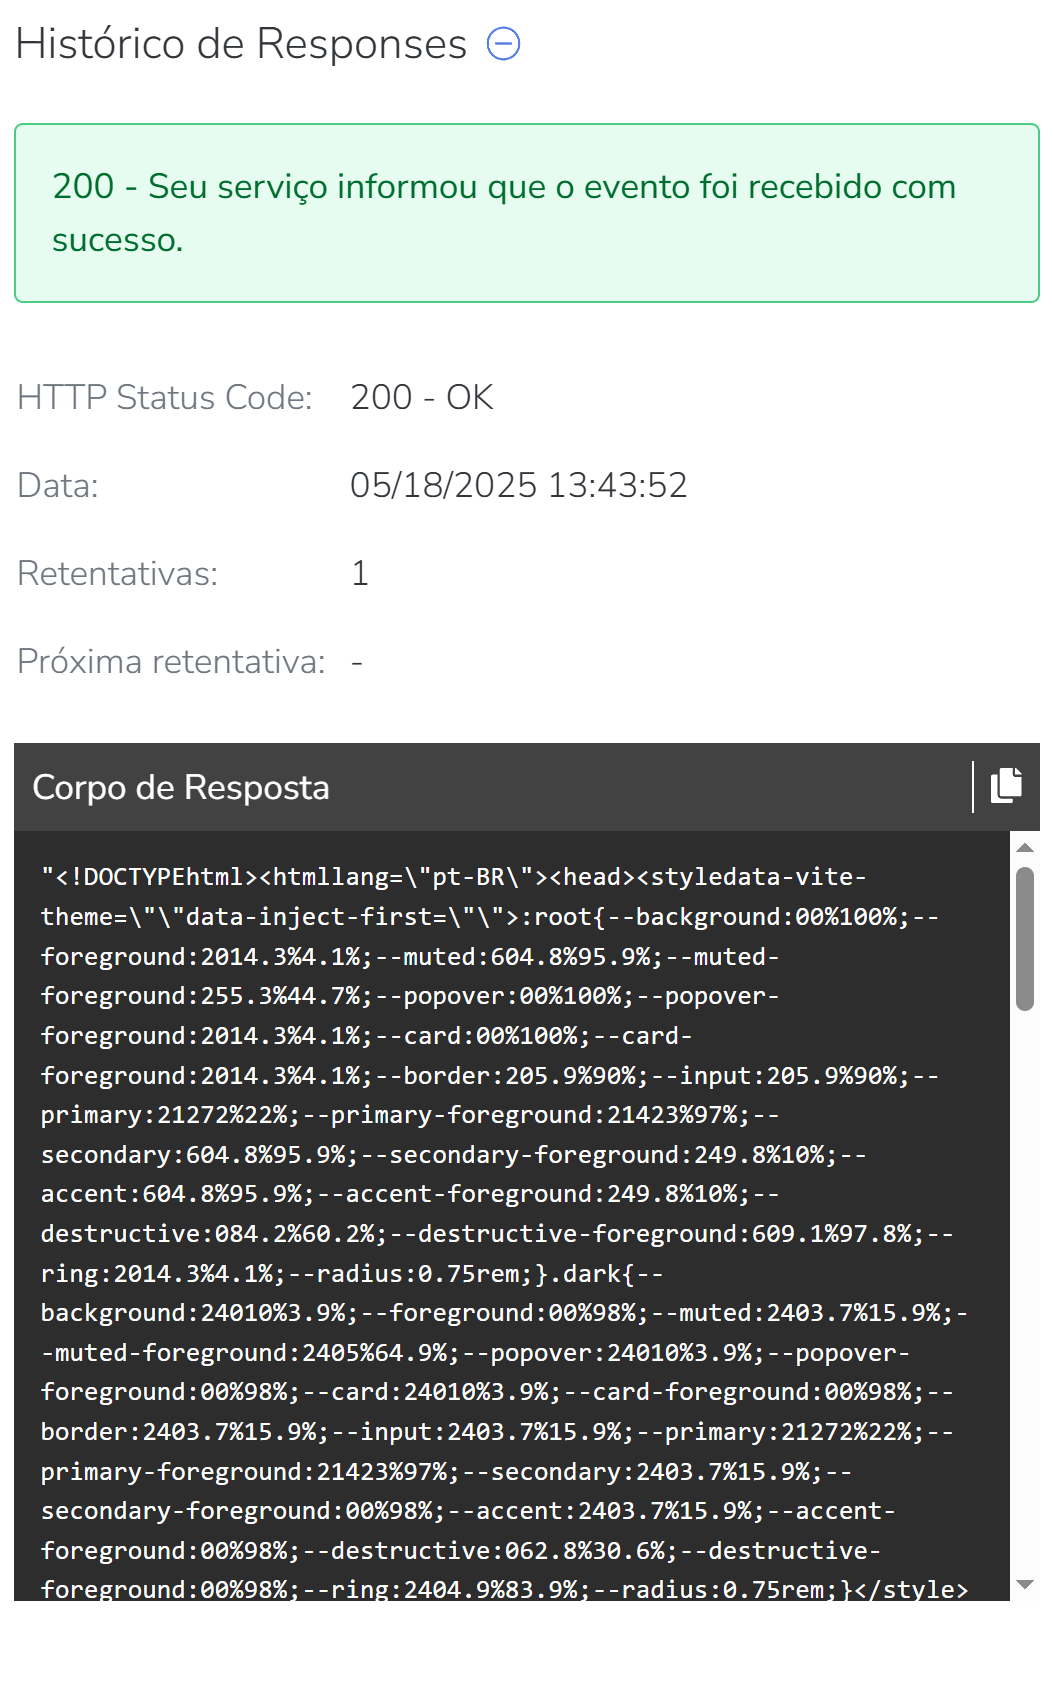 Histórico de Responses
200 - Seu serviço informou que o evento foi recebido com
sucesso.
HTTP Status Code: 200 - OK
Data: 05/18/2025 13:43:52
Retentativas: 1
Próxima retentativa: -
Corpo de Resposta
"<!DOCTYPEhtml><htmllang=\"pt-BR\"><head><styledata-vite-
theme=\"\"data-inject-first=\"\">:root{--background:00%100%;--
foreground:2014.3%4.1%;--muted:604.8%95.9%;--muted-
foreground:255.3%44.7%;--popover:00%100%;--popover-
foreground:2014.3%4.1%;--card:00%100%;--card-
foreground:2014.3%4.1%;--border:205.9%90%;--input:205.9%90%;--
primary:21272%22%;--primary-foreground:21423%97%;--
secondary:604.8%95.9%;--secondary-foreground:249.8%10%;--
accent:604.8%95.9%;--accent-foreground:249.8%10%;--
destructive:084.2%60.2%;--destructive-foreground:609.1%97.8%;--
ring:2014.3%4.1%;--radius:0.75rem;}.dark{--
background:24010%3.9%;--foreground:00%98%;--muted:2403.7%15.9%;-
-muted-foreground:2405%64.9%;--popover:24010%3.9%;--popover-
foreground:00%98%;--card:24010%3.9%;--card-foreground:00%98%;--
border:2403.7%15.9%;--input:2403.7%15.9%;--primary:21272%22%;--
primary-foreground:21423%97%;--secondary:2403.7%15.9%;--
secondary-foreground:00%98%;--accent:2403.7%15.9%;--accent-
foreground:00%98%;--destructive:062.8%30.6%;--destructive-
foreground:00%98%;--ring:2404.9%83.9%;--radius:0.75rem;}</style>